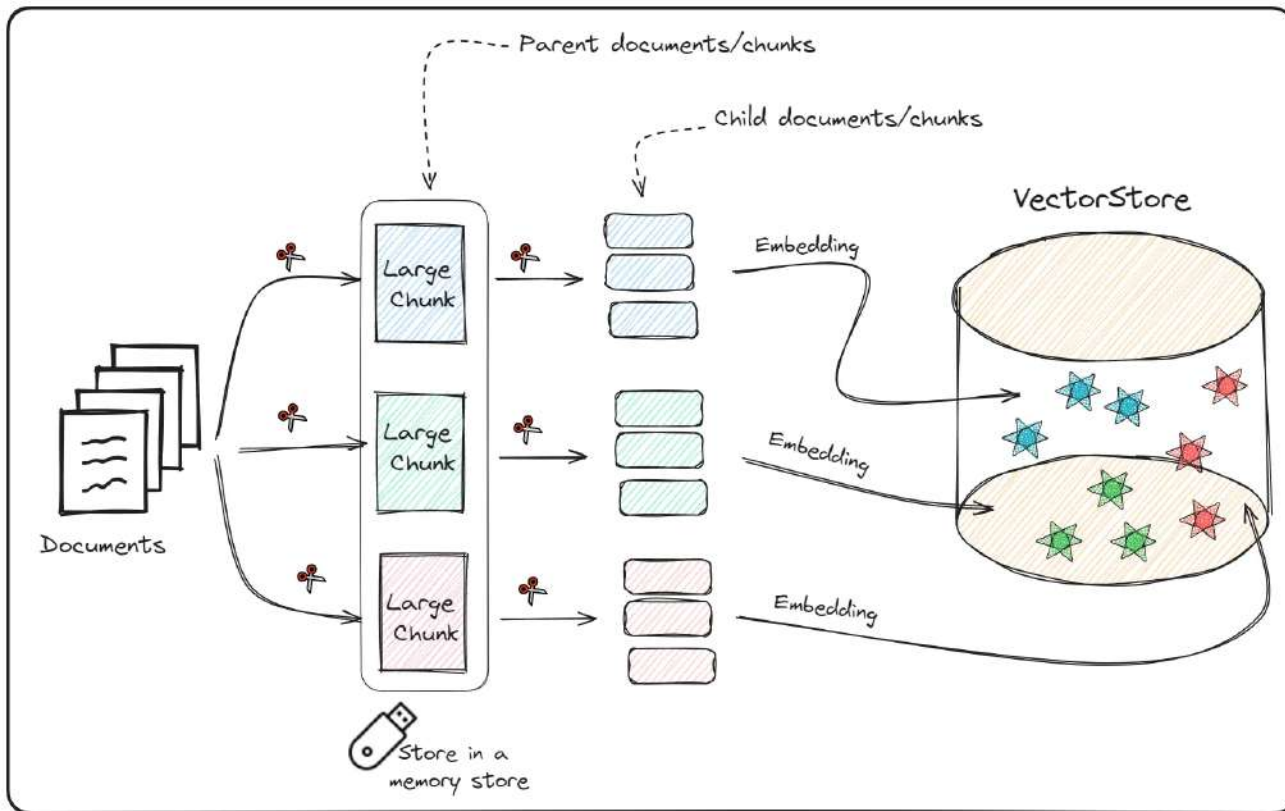 Parent documents/chunks
Child documents/chunks
VectorStore
Embedding
Large
Chunk
Large
Chunk
Embedding
Documents
Large
Chunk
Embedding
Store in a
memory store